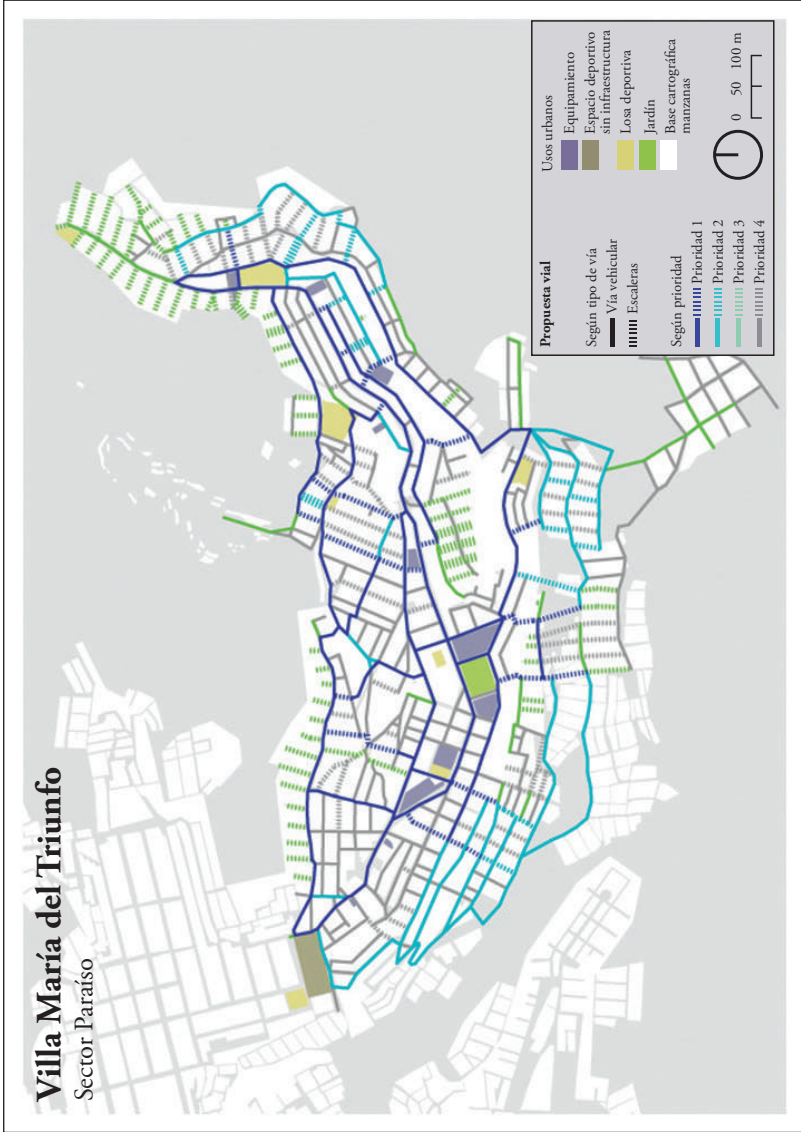 Villa María del Triunfo
Sector Paraíso
Propuesta vial
Según tipo de vía
Vía vehicular
Escaleras
Según prioridad
Prioridad 1
Prioridad 2
Prioridad 3
Prioridad 4
Usos urbanos
Equipamiento
Espacio deportivo
sin infraestructura
Losa deportiva
Jardín
Base cartográfica
manzanas
0 50 100 m